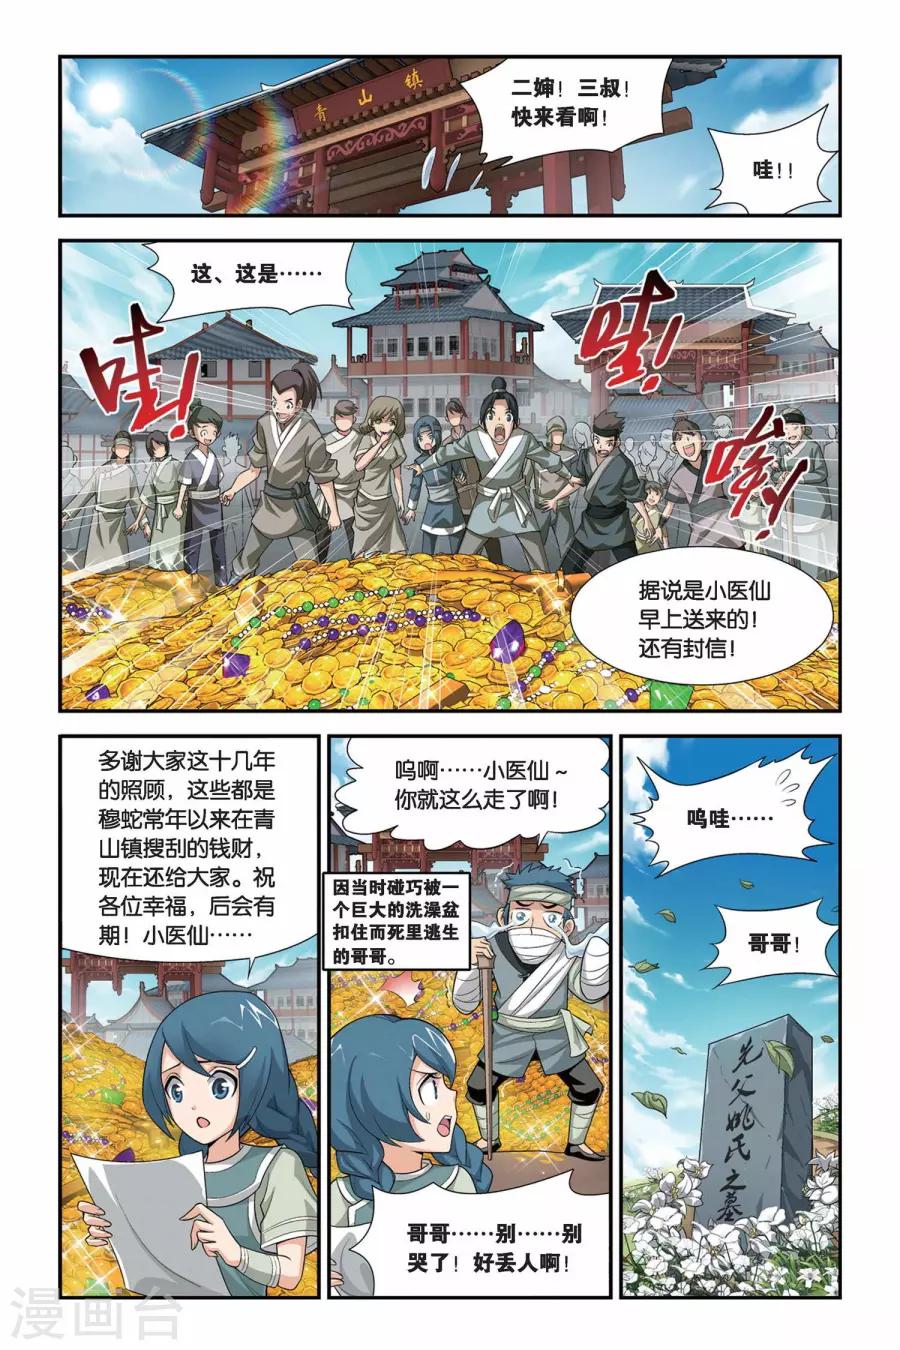 青山镇
二婶！三叔！
快来看啊！
哇！！
这、这是……
哇！
哇！
嗨
据说是小医仙
早上送来的！
还有封信！
多谢大家这十几年
的照顾，这些都是
穆蛇常年以来在青
山镇搜刮的钱财，
现在还给大家。祝
各位幸福，后会有
期！小医仙……
呜啊……小医仙～
你就这么走了啊！
因当时碰巧被一
个巨大的洗澡盆
扣住而死里逃生
的哥哥。
哥哥……别……别
哭了！好丢人啊！
呜哇……
哥哥！
先父姚氏之墓
漫画台